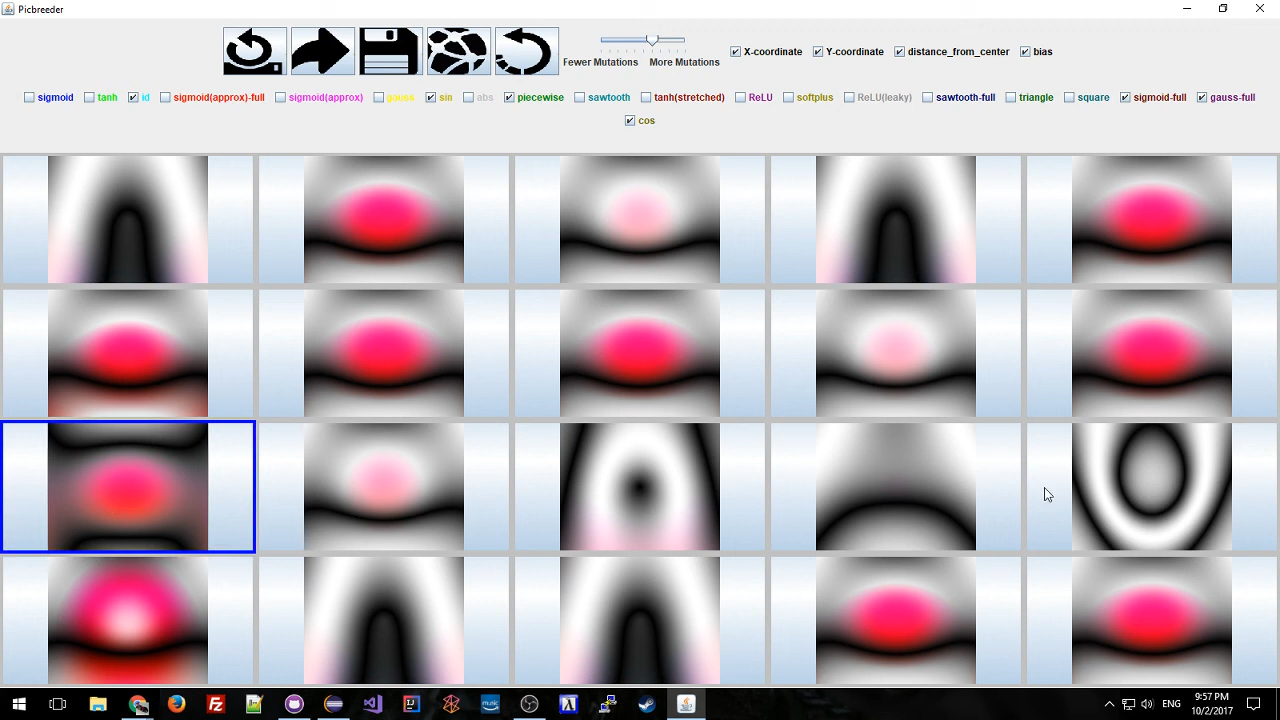 Picbreeder
X-coordinate Y-coordinate distance_from_center bias
Fewer Mutations More Mutations
sigmoid tanh id sigmoid(approx)-full sigmoid(approx) gauss sin abs piecewise sawtooth tanh(stretched) ReLU softplus ReLU(leaky) sawtooth-full triangle square sigmoid-full gauss-full
cos
music
ENG
9:57 PM
10/2/2017